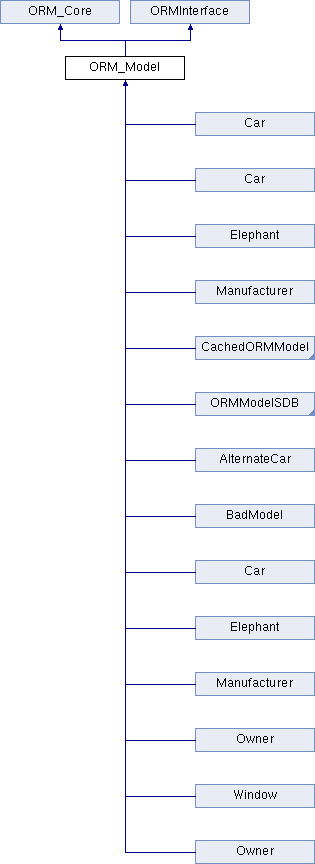 ORM_Core ORMInterface
ORM_Model
Car
Car
Elephant
Manufacturer
CachedORMModel
ORMModelSDB
AlternateCar
BadModel
Car
Elephant
Manufacturer
Owner
Window
Owner